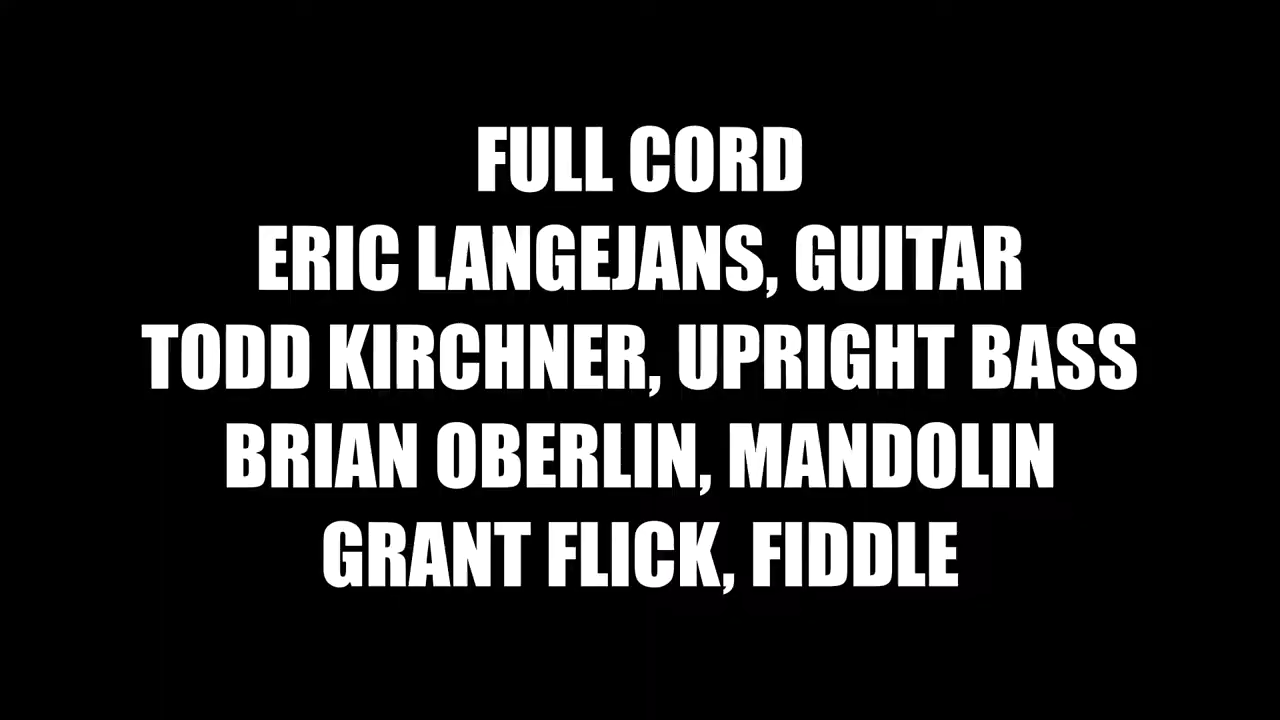 FULL CORD
ERIC LANGEJANS, GUITAR
TODD KIRCHNER, UPRIGHT BASS
BRIAN OBERLIN, MANDOLIN
GRANT FLICK, FIDDLE